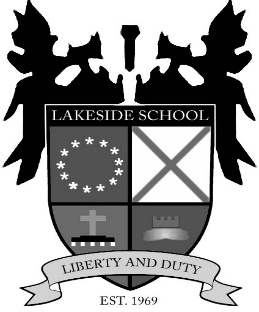 LAKESIDE SCHOOL
LIBERTY AND DUTY
EST. 1969